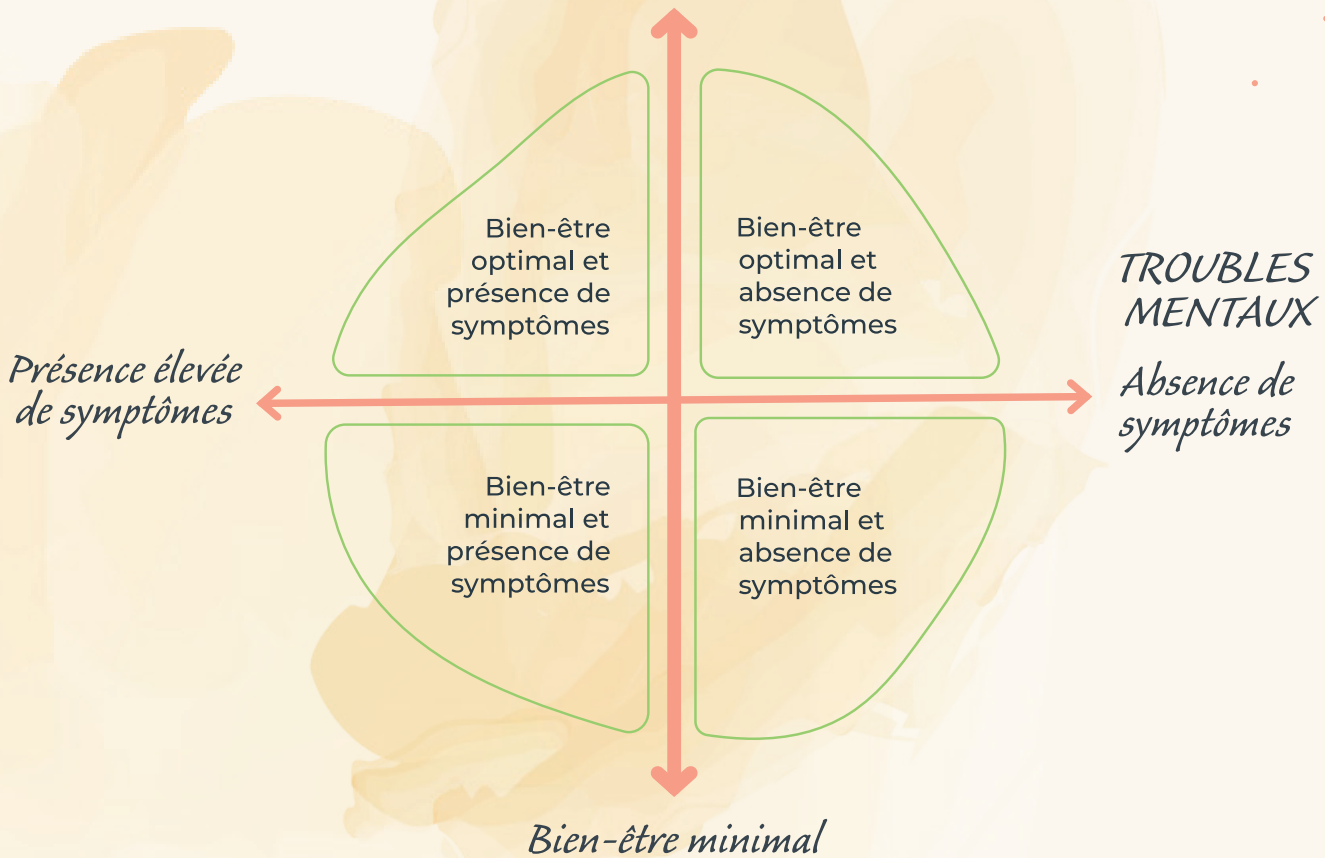 Bien-être
optimal et
présence de
symptômes
Bien-être
optimal et
absence de
symptômes
TROUBLES
MENTAUX
Présence élevée
de symptômes
Absence de
symptômes
Bien-être
minimal et
présence de
symptômes
Bien-être
minimal et
absence de
symptômes
Bien-être minimal